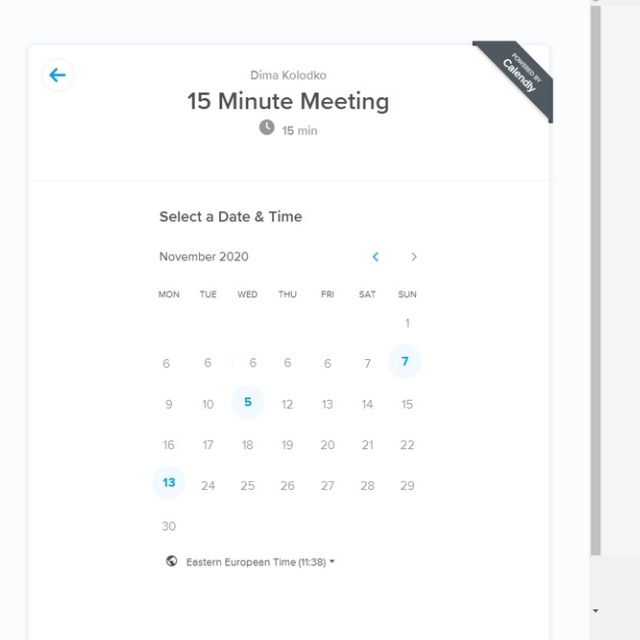 POWERED BY
Calendly
Dima Kolodko
15 Minute Meeting
15 min
Select a Date & Time
November 2020
MON TUE WED THU FRI SAT SUN
1
6 6 6 6 6 7 7
9 10 5 12 13 14 15
16 17 18 19 20 21 22
13 24 25 26 27 28 29
30
Eastern European Time (11:38)